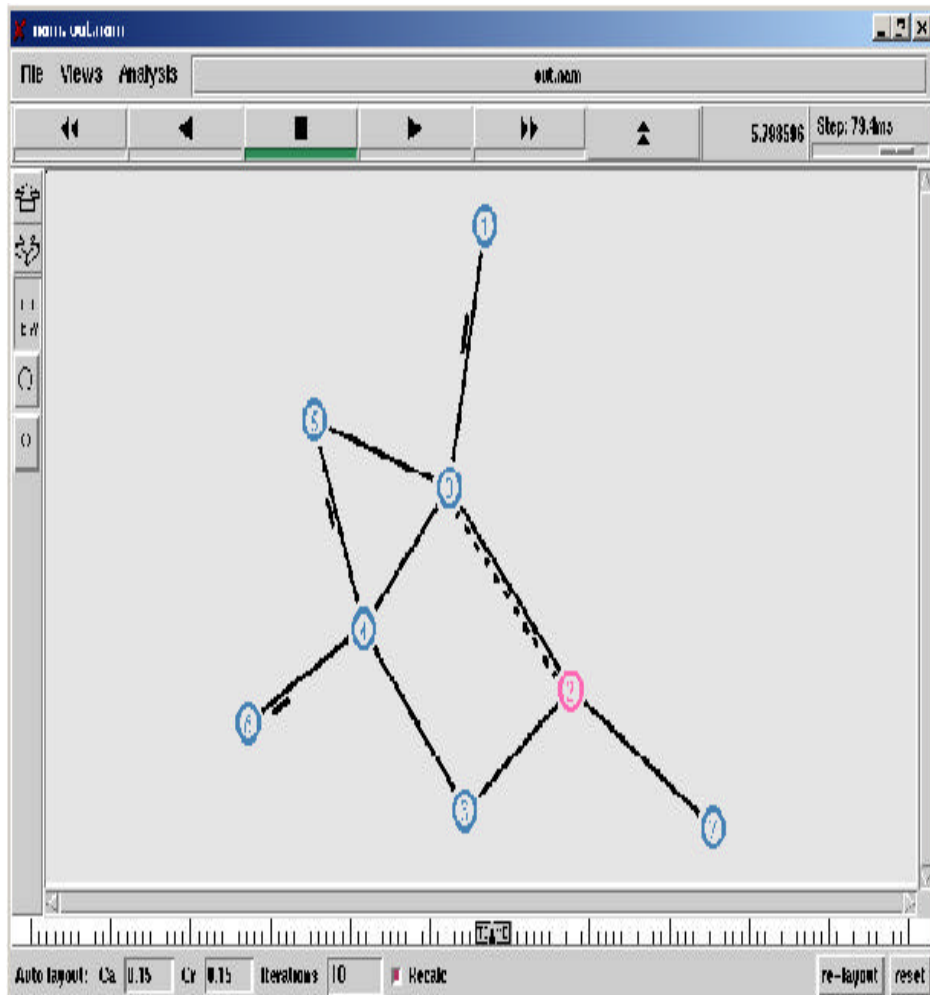 nam: out.nam
File Views Analysis out.nam
5.798596 Step: 79.4ms
1
5
0
4
2
6
3
7
Auto layout: Ca 0.15 Cr 0.15 Iterations 10 Recalc re-layout reset